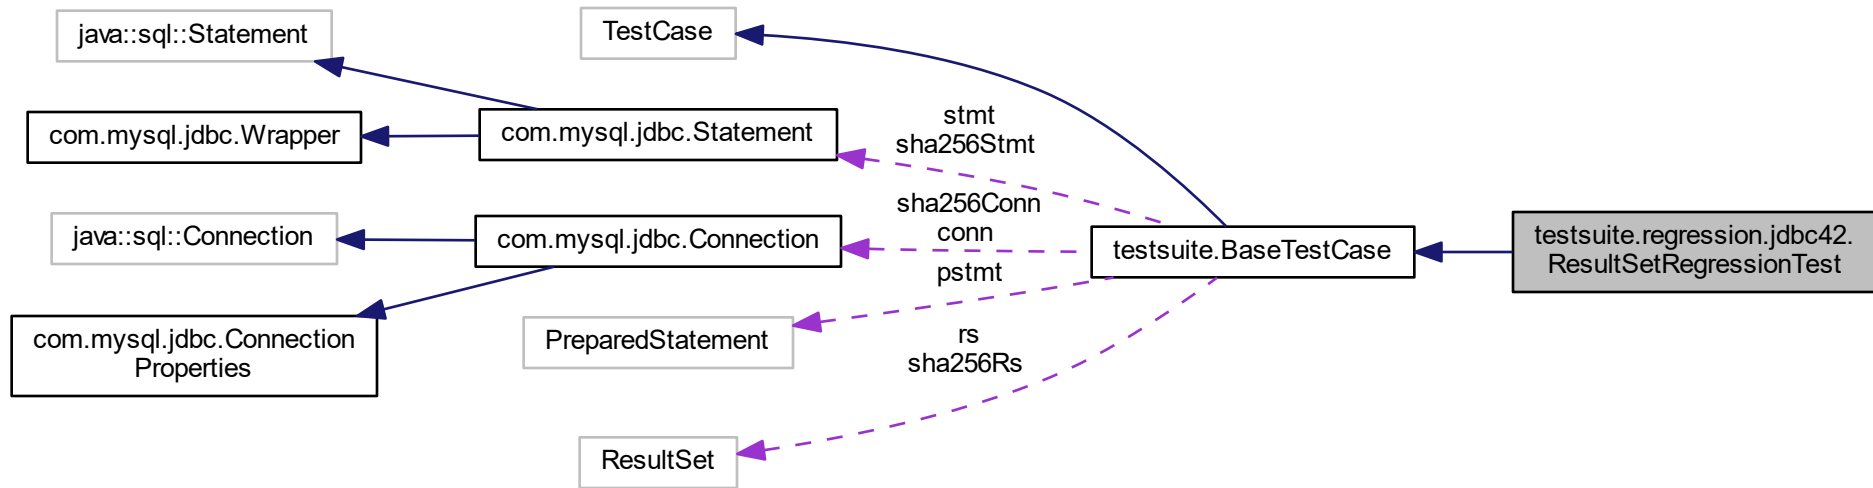 java::sql::Statement
TestCase
com.mysql.jdbc.Wrapper
com.mysql.jdbc.Statement
stmt
sha256Stmt
java::sql::Connection
com.mysql.jdbc.Connection
sha256Conn
conn
testsuite.BaseTestCase
testsuite.regression.jdbc42.
ResultSetRegressionTest
pstmt
com.mysql.jdbc.Connection
Properties
PreparedStatement
rs
sha256Rs
ResultSet